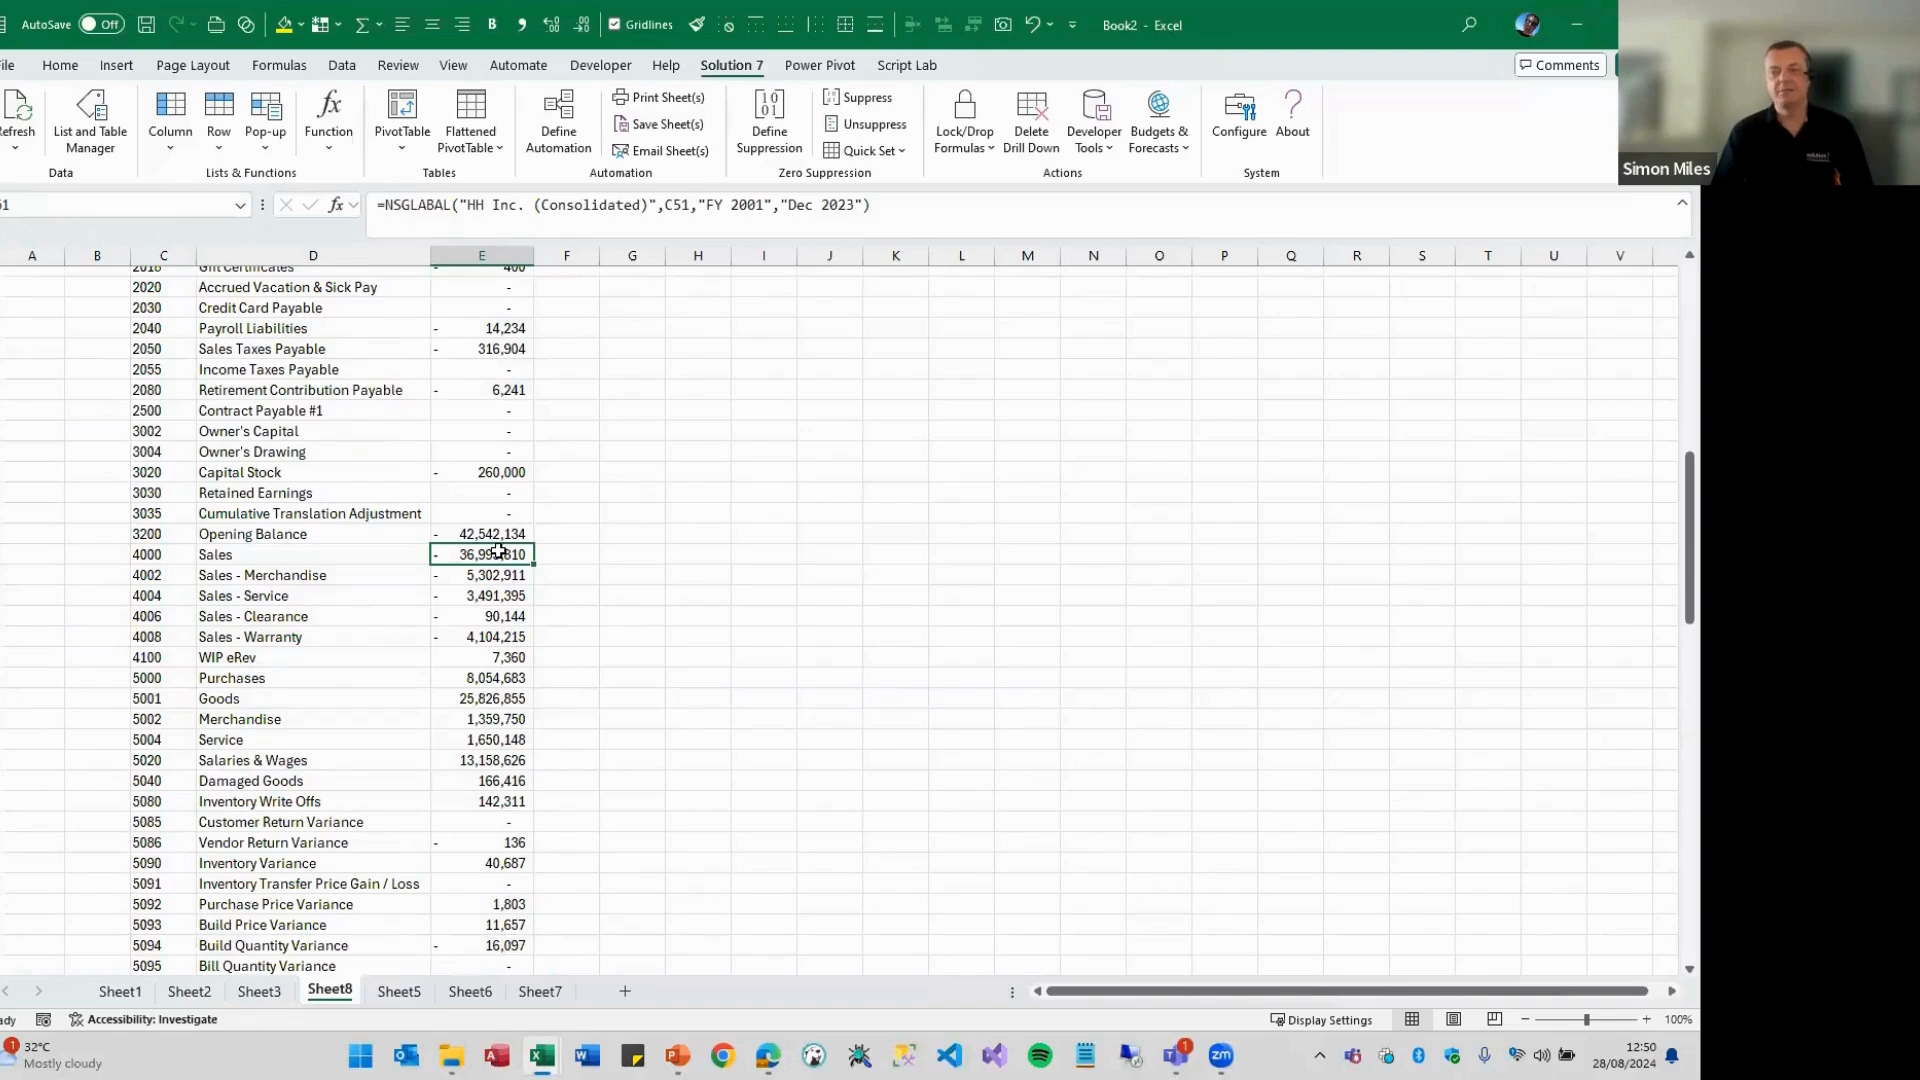 AutoSave Off Gridlines Book2 - Excel
Home Insert Page Layout Formulas Data Review View Automate Developer Help Solution 7 Power Pivot Script Lab Comments
List and Table Manager
Column
Row
Pop-up
Function
PivotTable
Flattened PivotTable
Define Automation
Print Sheet(s)
Save Sheet(s)
Email Sheet(s)
Define Suppression
Suppress
Unsuppress
Quick Set
Lock/Drop Formulas
Delete Drill Down
Developer Tools
Budgets & Forecasts
Configure
About
Data Lists & Functions Tables Automation Zero Suppression Actions System
Simon Miles
=NSGLABAL("HH Inc. (Consolidated)",C51,"FY 2001","Dec 2023")
A B C D E F G H I J K L M N O P Q R S T U V
2018 Gift Certificates - 400
2020 Accrued Vacation & Sick Pay -
2030 Credit Card Payable -
2040 Payroll Liabilities - 14,234
2050 Sales Taxes Payable - 316,904
2055 Income Taxes Payable -
2080 Retirement Contribution Payable - 6,241
2500 Contract Payable #1 -
3002 Owner's Capital -
3004 Owner's Drawing -
3020 Capital Stock - 260,000
3030 Retained Earnings -
3035 Cumulative Translation Adjustment -
3200 Opening Balance - 42,542,134
4000 Sales -
4002 Sales - Merchandise - 5,302,911
4004 Sales - Service - 3,491,395
4006 Sales - Clearance - 90,144
4008 Sales - Warranty - 4,104,215
4100 WIP eRev 7,360
5000 Purchases 8,054,683
5001 Goods 25,826,855
5002 Merchandise 1,359,750
5004 Service 1,650,148
5020 Salaries & Wages 13,158,626
5040 Damaged Goods 166,416
5080 Inventory Write Offs 142,311
5085 Customer Return Variance -
5086 Vendor Return Variance - 136
5090 Inventory Variance 40,687
5091 Inventory Transfer Price Gain / Loss -
5092 Purchase Price Variance 1,803
5093 Build Price Variance 11,657
5094 Build Quantity Variance - 16,097
5095 Bill Quantity Variance -
Sheet1 Sheet2 Sheet3 Sheet8 Sheet5 Sheet6 Sheet7
Accessibility: Investigate Display Settings 100%
32°C
Mostly cloudy
12:50
28/08/2024